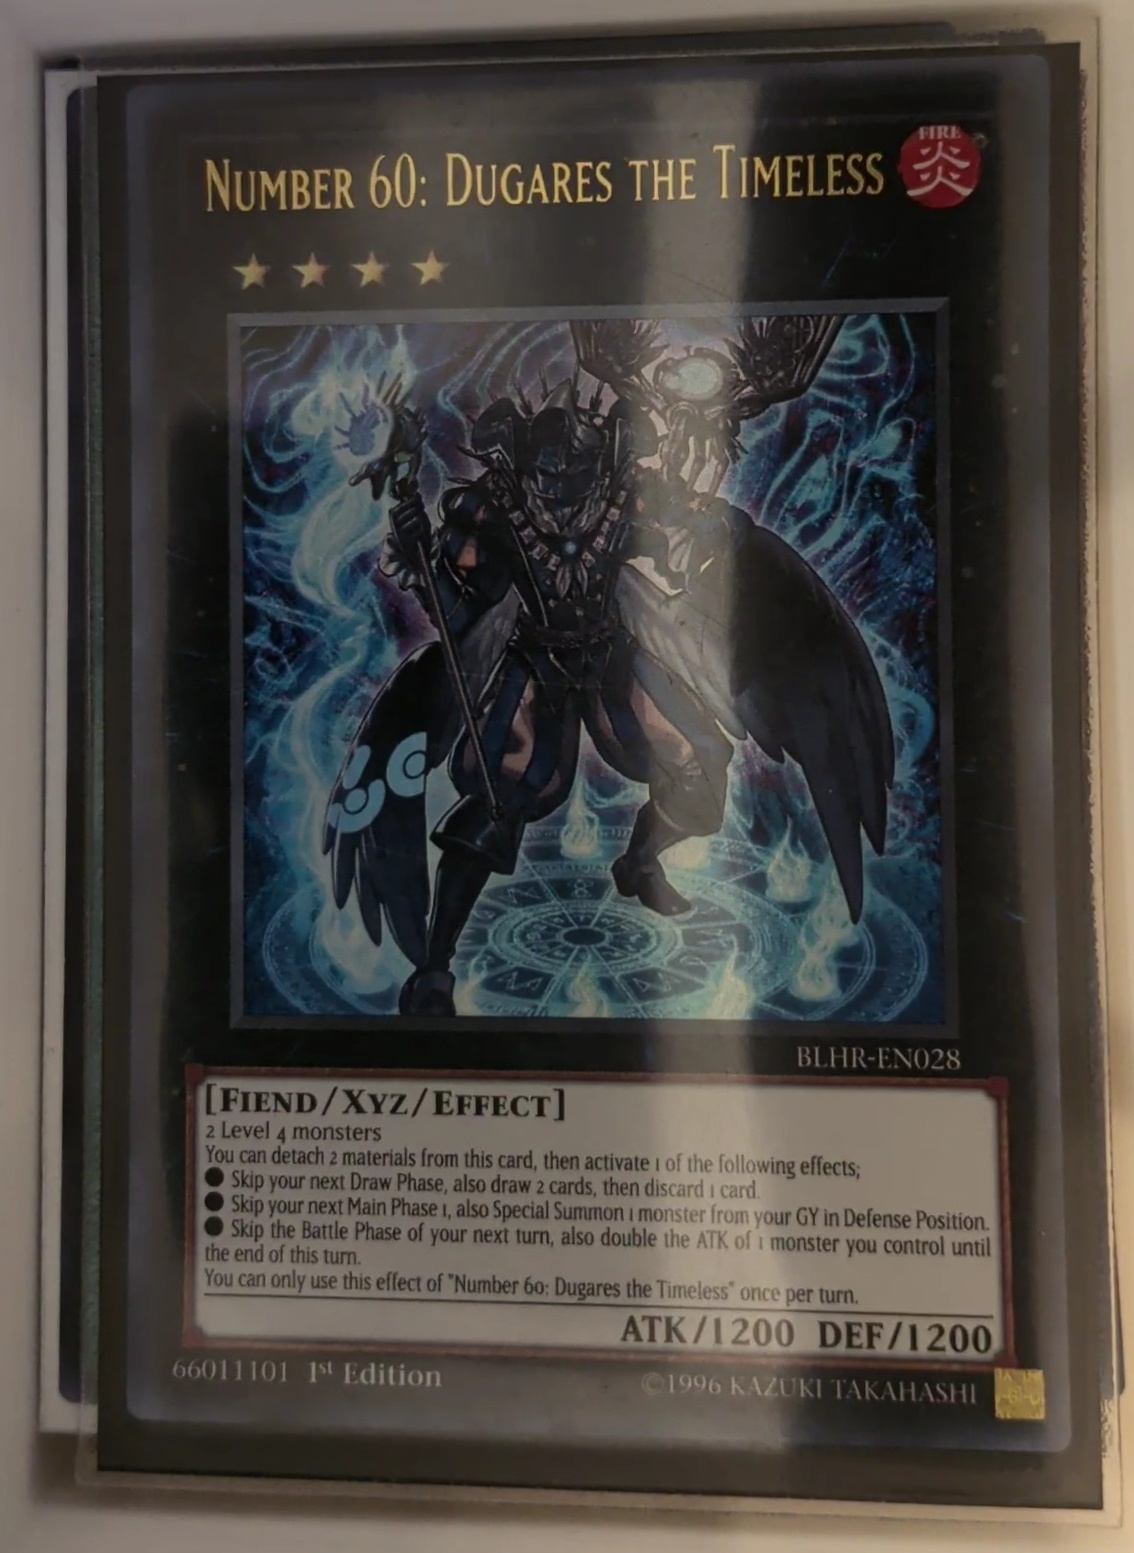 NUMBER 60: DUGARES THE TIMELESS
FIRE
炎
BLHR-EN028
[FIEND/XYZ/EFFECT]
2 Level 4 monsters
You can detach 2 materials from this card, then activate 1 of the following effects;
● Skip your next Draw Phase, also draw 2 cards, then discard 1 card.
● Skip your next Main Phase 1, also Special Summon 1 monster from your GY in Defense Position.
● Skip the Battle Phase of your next turn, also double the ATK of 1 monster you control until
the end of this turn.
You can only use this effect of "Number 60: Dugares the Timeless" once per turn.
ATK/1200 DEF/1200
66011101 1st Edition
©1996 KAZUKI TAKAHASHI